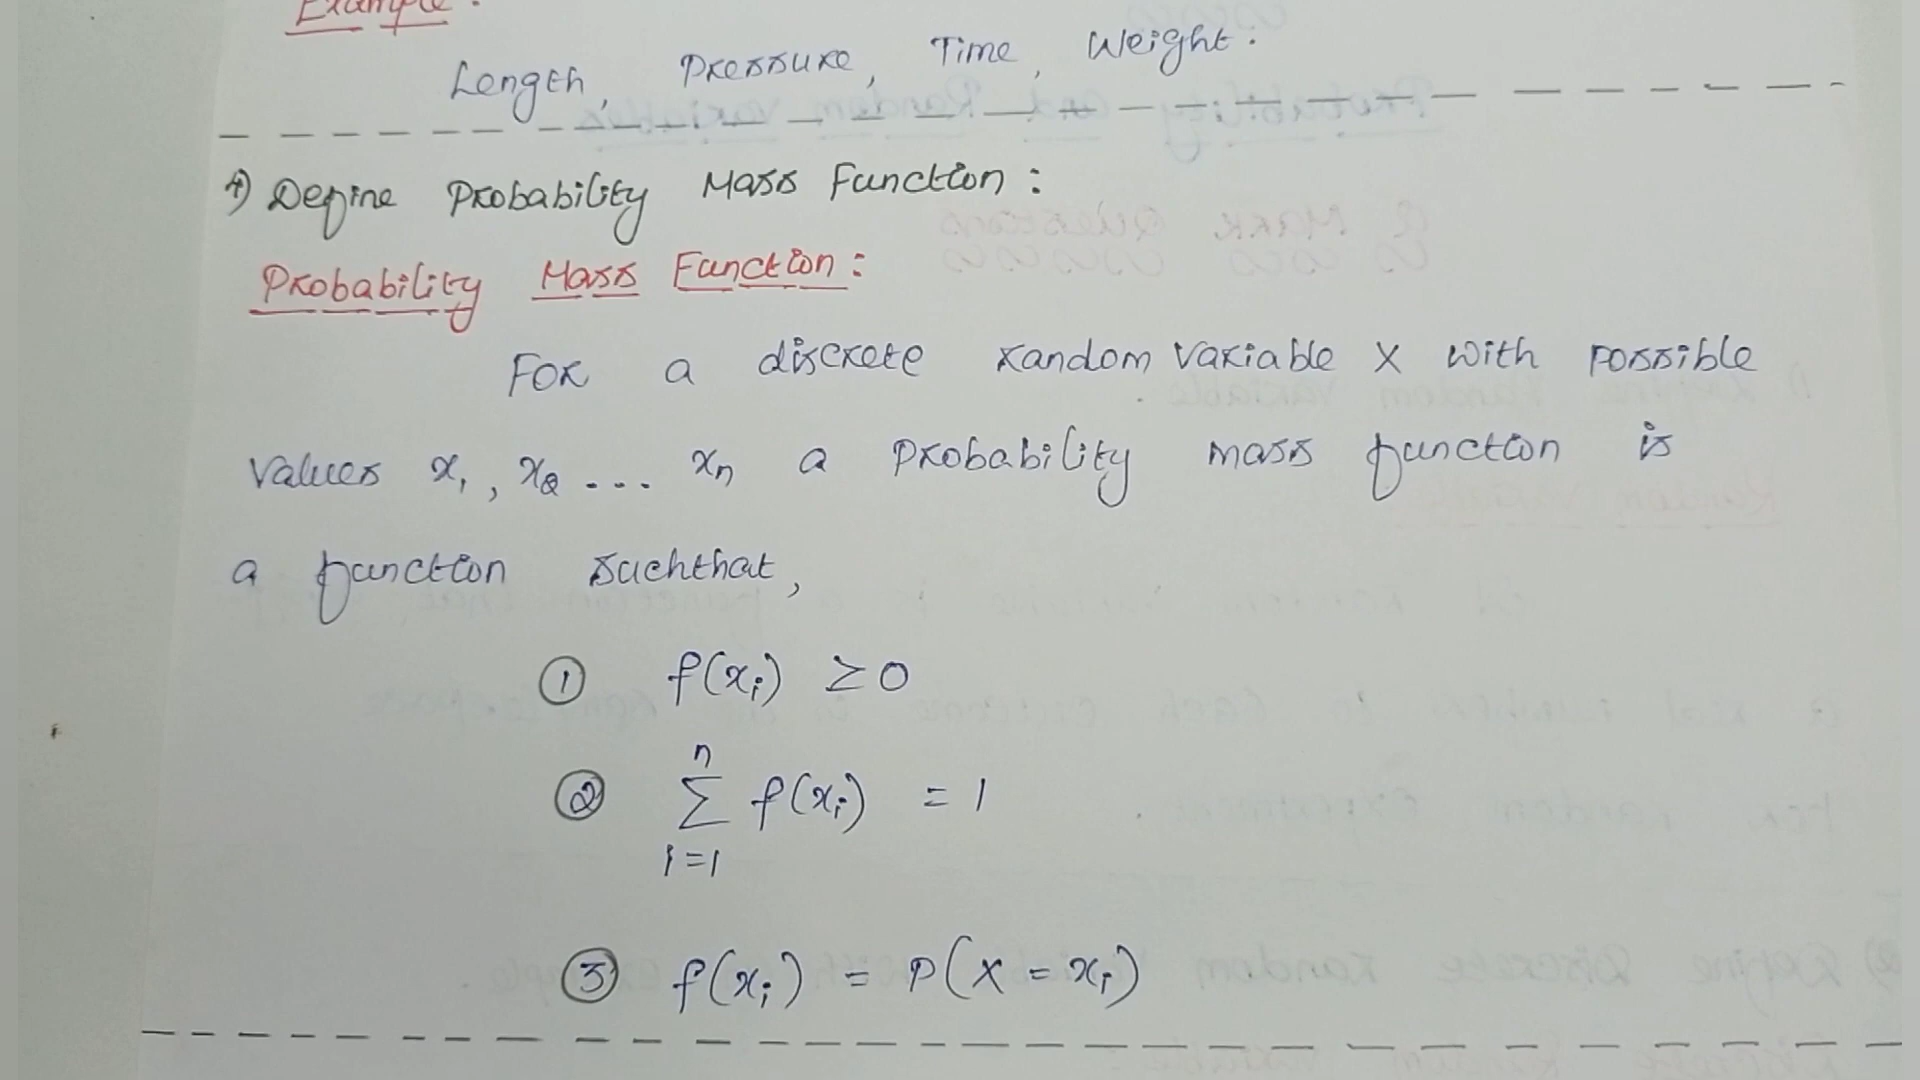 Example:
Length, Pressure, Time, Weight.
4) Define Probability Mass Function:
Probability Mass Function:
For a discrete random variable X with possible
values x₁, x₂ ... xₙ a probability mass function is
a function suchthat,
① f(xᵢ) ≥ 0
② n∑i=1 f(xᵢ) = 1
③ f(xᵢ) = P(X = xᵢ)